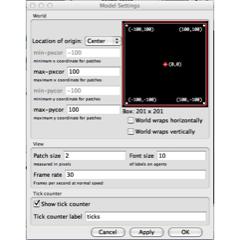 Model Settings
World
Location of origin: Center
min-pxcor -100
minimum x coordinate for patches
max-pxcor 100
maximum x coordinate for patches
min-pycor -100
minimum y coordinate for patches
max-pycor 100
maximum y coordinate for patches
(-100,100) (100,100)
(0,0)
(-100,-100) (100,-100)
Box: 201 x 201
World wraps horizontally
World wraps vertically
View
Patch size 2
measured in pixels
Font size 10
of labels on agents
Frame rate 30
Frames per second at normal speed
Tick counter
Show tick counter
Tick counter label ticks
Cancel Apply OK